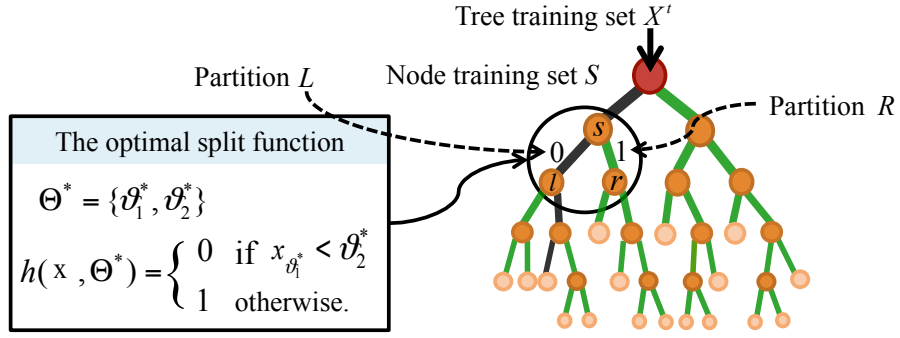 Tree training set Xᵗ
Partition L
Node training set S
Partition R
s
0 1
l r
The optimal split function
Θ* = {ϑ₁*, ϑ₂*}
h( x , Θ*) = { 0 if x_ϑ₁* < ϑ₂*
1 otherwise.